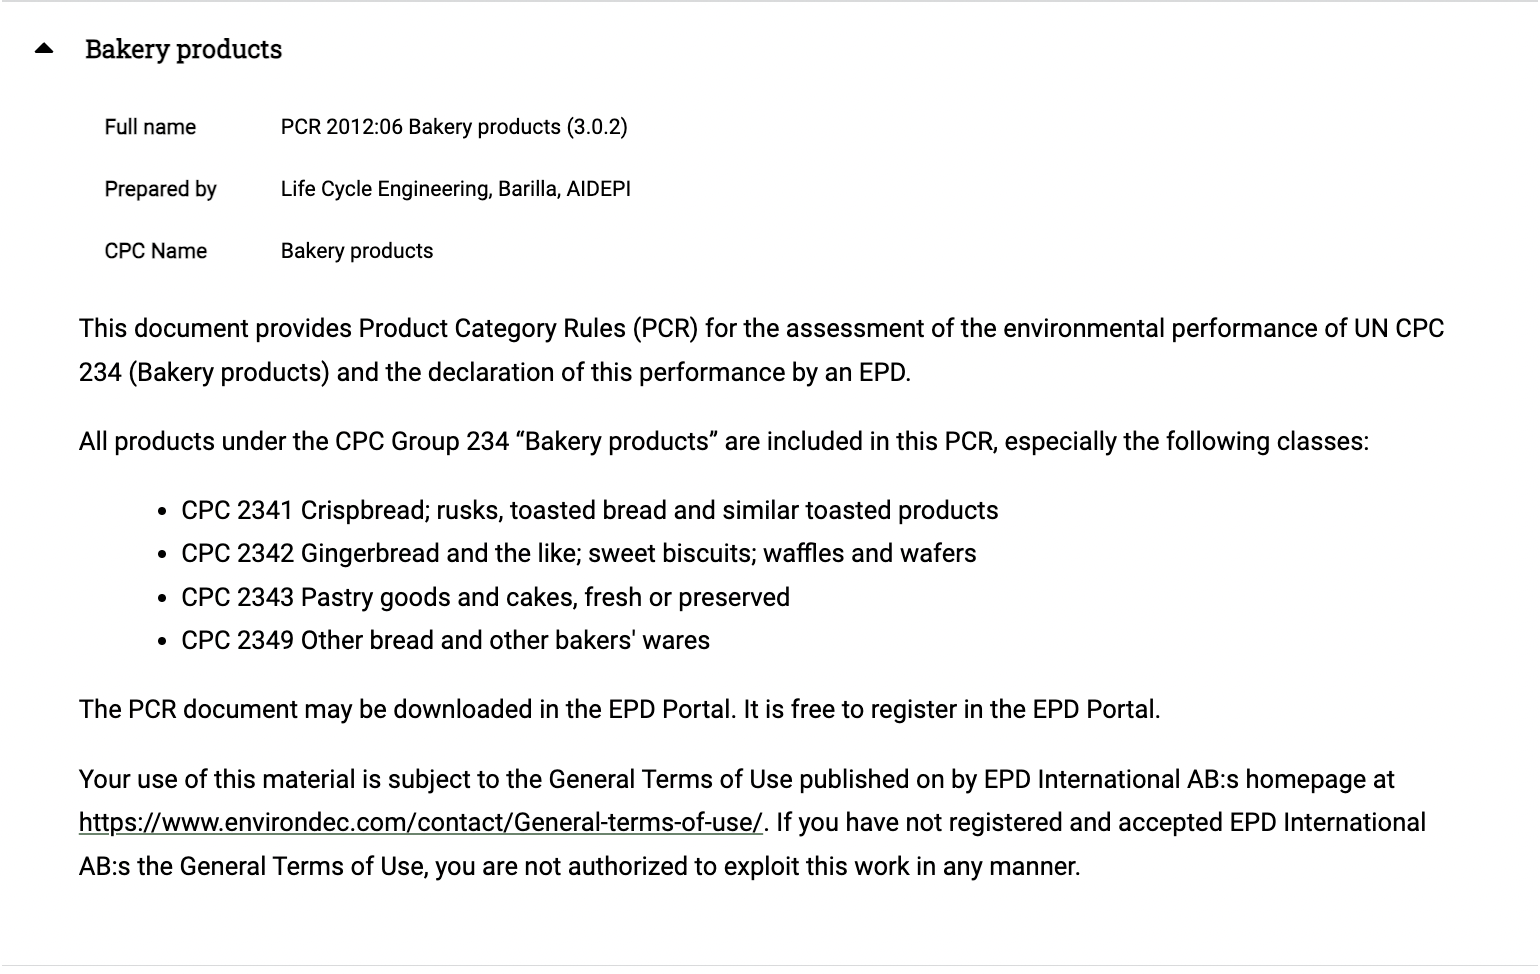 Bakery products
Full name PCR 2012:06 Bakery products (3.0.2)
Prepared by Life Cycle Engineering, Barilla, AIDEPI
CPC Name Bakery products
This document provides Product Category Rules (PCR) for the assessment of the environmental performance of UN CPC
234 (Bakery products) and the declaration of this performance by an EPD.
All products under the CPC Group 234 “Bakery products” are included in this PCR, especially the following classes:
• CPC 2341 Crispbread; rusks, toasted bread and similar toasted products
• CPC 2342 Gingerbread and the like; sweet biscuits; waffles and wafers
• CPC 2343 Pastry goods and cakes, fresh or preserved
• CPC 2349 Other bread and other bakers' wares
The PCR document may be downloaded in the EPD Portal. It is free to register in the EPD Portal.
Your use of this material is subject to the General Terms of Use published on by EPD International AB:s homepage at
https://www.environdec.com/contact/General-terms-of-use/. If you have not registered and accepted EPD International
AB:s the General Terms of Use, you are not authorized to exploit this work in any manner.